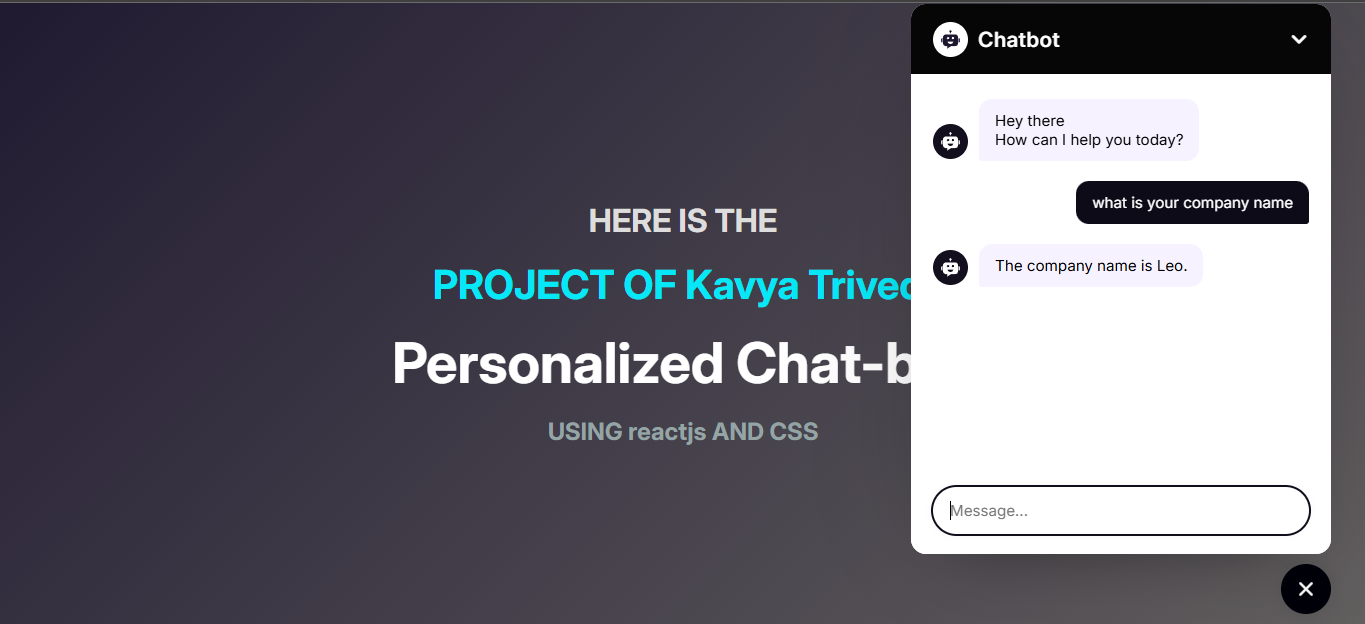 HERE IS THE
PROJECT OF Kavya Trived
Personalized Chat-b
USING reactjs AND CSS
Chatbot
Hey there
How can I help you today?
what is your company name
The company name is Leo.
Message...